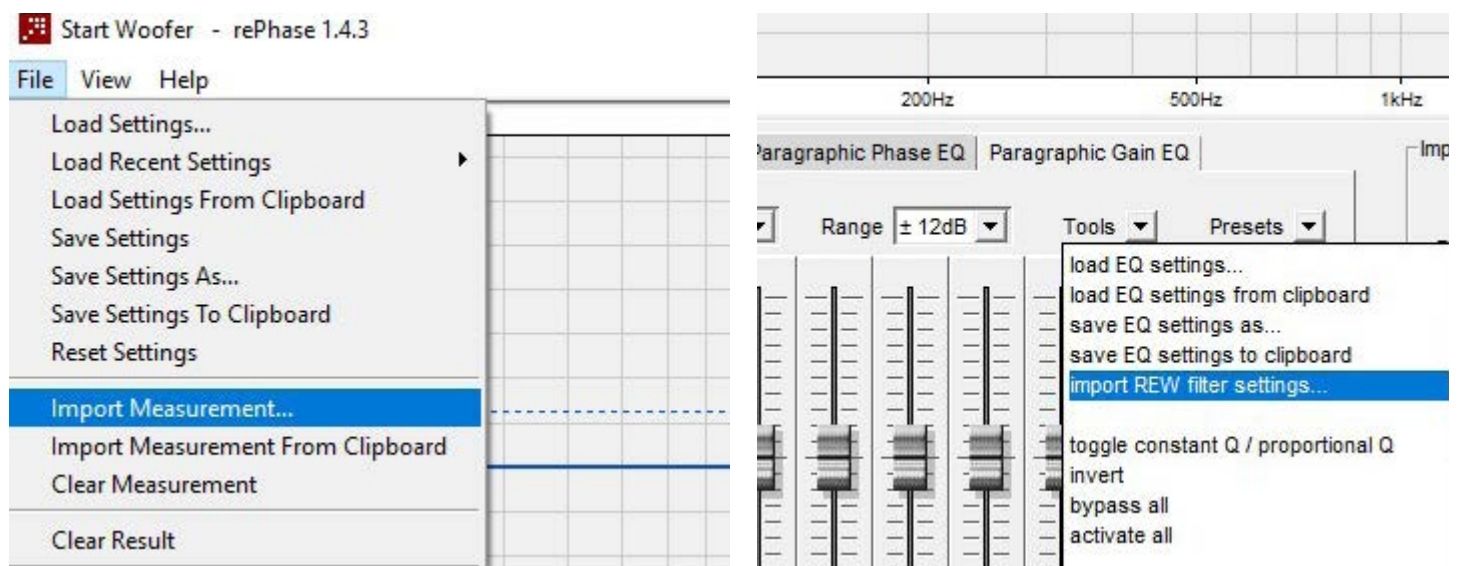 Start Woofer - rePhase 1.4.3
File View Help
Load Settings...
Load Recent Settings
Load Settings From Clipboard
Save Settings
Save Settings As...
Save Settings To Clipboard
Reset Settings
Import Measurement...
Import Measurement From Clipboard
Clear Measurement
Clear Result
200Hz 500Hz 1kHz
Paragraphic Phase EQ Paragraphic Gain EQ Imp
Range ± 12dB Tools Presets
load EQ settings...
load EQ settings from clipboard
save EQ settings as...
save EQ settings to clipboard
import REW filter settings...
toggle constant Q / proportional Q
invert
bypass all
activate all